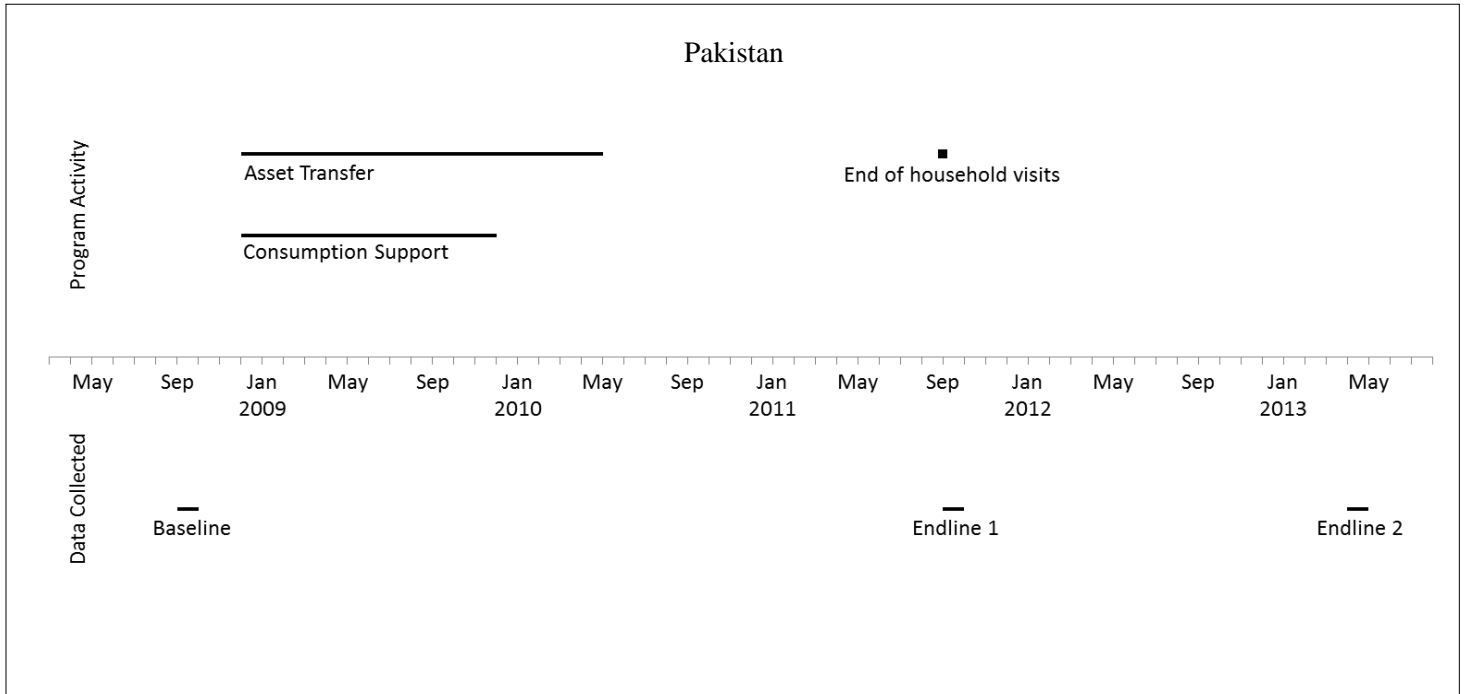 Pakistan
Program Activity
Asset Transfer
End of household visits
Consumption Support
May Sep Jan May Sep Jan May Sep Jan May Sep Jan May Sep Jan May
2009 2010 2011 2012 2013
Data Collected
Baseline Endline 1 Endline 2